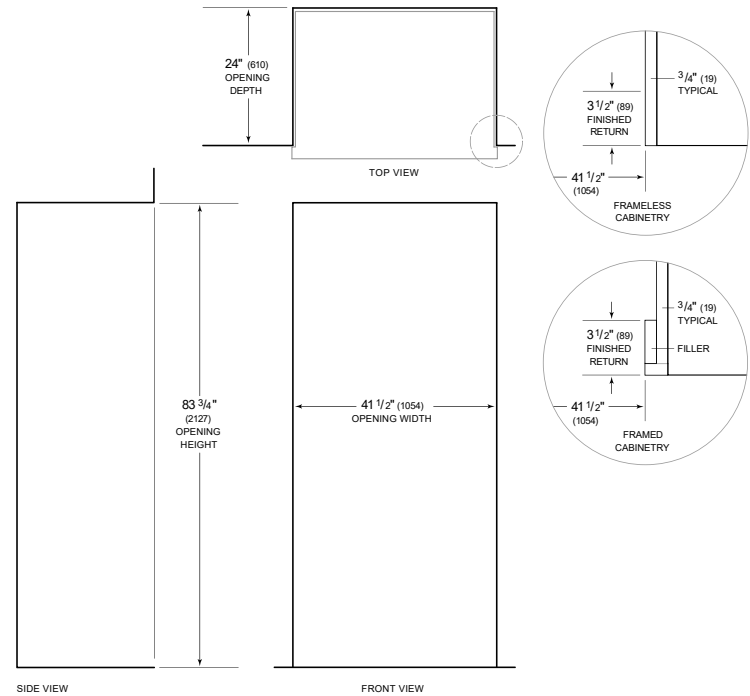 24" (610)
OPENING
DEPTH
TOP VIEW
3/4" (19)
TYPICAL
3 1/2" (89)
FINISHED
RETURN
41 1/2"
(1054)
FRAMELESS
CABINETRY
3/4" (19)
TYPICAL
3 1/2" (89)
FINISHED
RETURN
FILLER
41 1/2"
(1054)
FRAMED
CABINETRY
83 3/4"
(2127)
OPENING
HEIGHT
41 1/2" (1054)
OPENING WIDTH
SIDE VIEW
FRONT VIEW